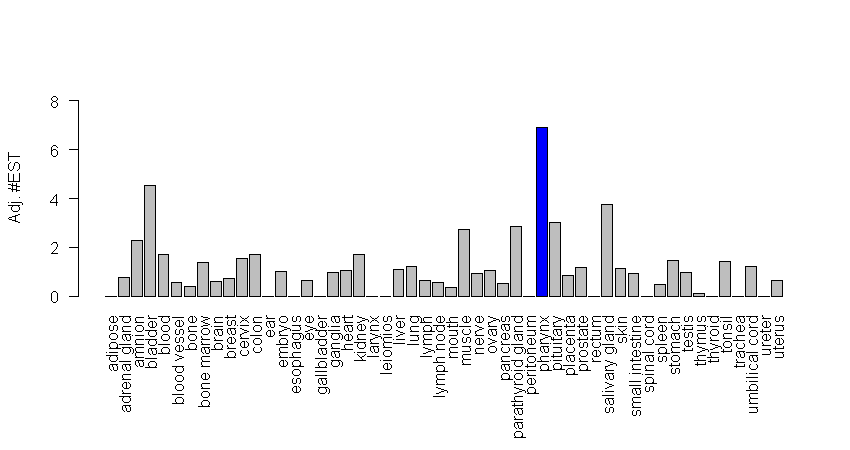 Adj. #EST
8
6
4
2
0
adipose
adrenal gland
amnion
bladder
blood
blood vessel
bone
bone marrow
brain
breast
cervix
colon
ear
embryo
esophagus
eye
gallbladder
ganglia
heart
kidney
larynx
leiomios
liver
lung
lymph
lymph node
mouth
muscle
nerve
ovary
pancreas
parathyroid gland
peritoneum
pharynx
pituitary
placenta
prostate
rectum
salivary gland
skin
small intestine
spinal cord
spleen
stomach
testis
thymus
thyroid
tonsil
trachea
umbilical cord
ureter
uterus